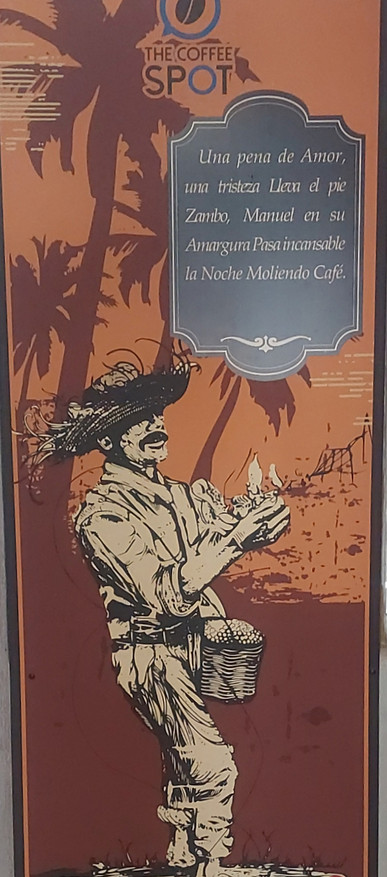 THE COFFEE
SPOT
Una pena de Amor,
una tristeza Lleva el pie
Zambo, Manuel en su
Amargura Pasa incansable
la Noche Moliendo Café.